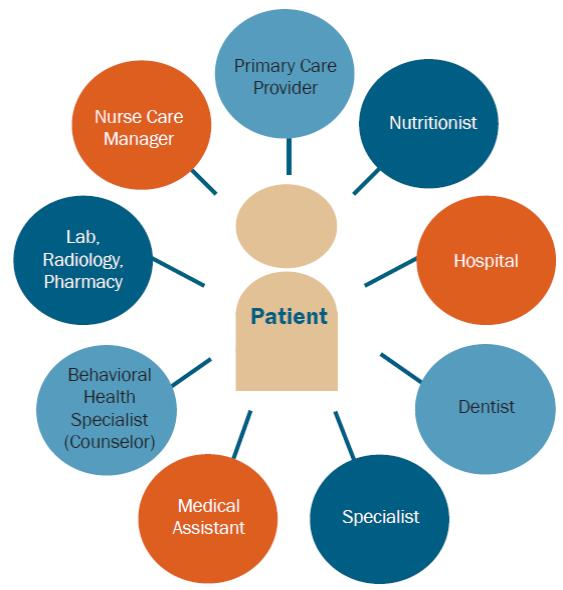 Primary Care
Provider
Nutritionist
Hospital
Dentist
Specialist
Medical
Assistant
Behavioral
Health
Specialist
(Counselor)
Lab,
Radiology,
Pharmacy
Nurse Care
Manager
Patient